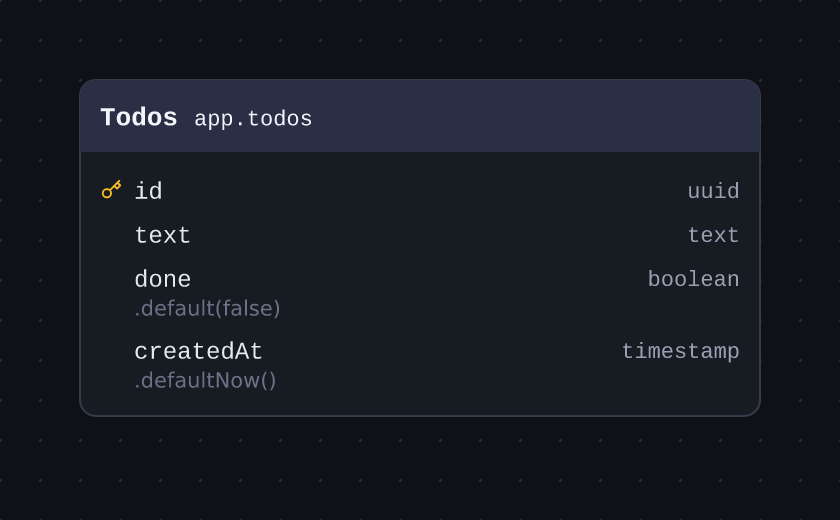 Todos app.todos
id uuid
text text
done boolean
.default(false)
createdAt timestamp
.defaultNow()